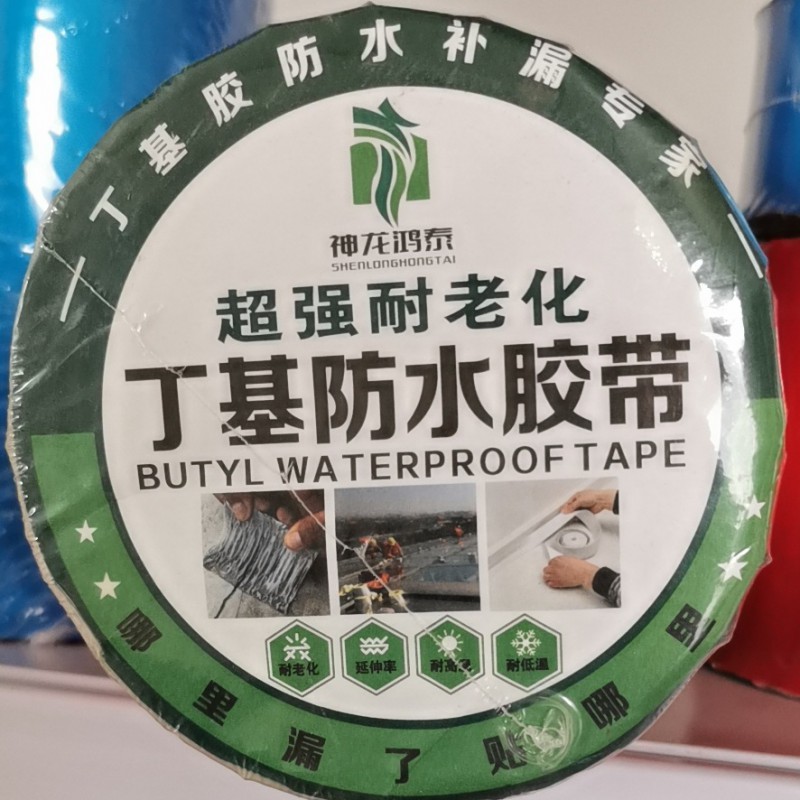 一丁基胶防水补漏专家一
神龙鸿泰
SHENLONGHONGTAI
超强耐老化
丁基防水胶带
BUTYL WATERPROOF TAPE
耐老化 延伸率 耐高温 耐低温
哪里漏了贴哪里